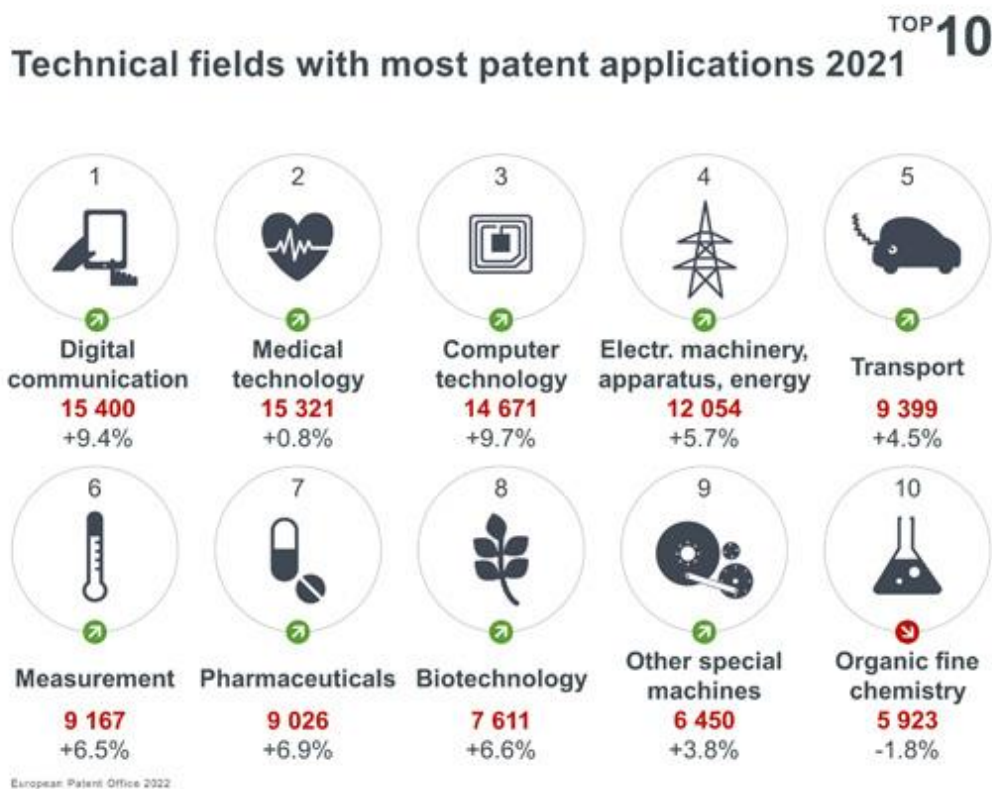 TOP 10
Technical fields with most patent applications 2021
1
Digital
communication
15 400
+9.4%
2
Medical
technology
15 321
+0.8%
3
Computer
technology
14 671
+9.7%
4
Electr. machinery,
apparatus, energy
12 054
+5.7%
5
Transport
9 399
+4.5%
6
Measurement
9 167
+6.5%
7
Pharmaceuticals
9 026
+6.9%
8
Biotechnology
7 611
+6.6%
9
Other special
machines
6 450
+3.8%
10
Organic fine
chemistry
5 923
-1.8%
European Patent Office 2022